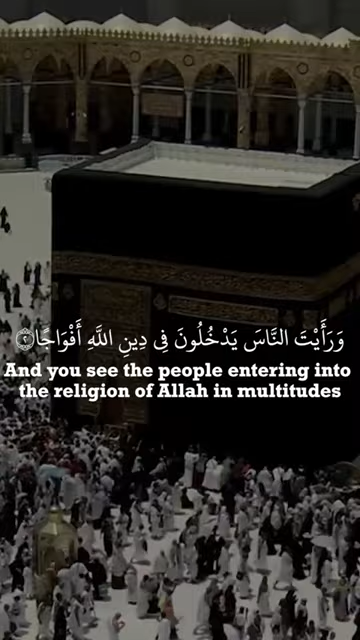 وَرَأَيْتَ النَّاسَ يَدْخُلُونَ فِي دِينِ اللَّهِ أَفْوَاجًا ۝٢
And you see the people entering into
the religion of Allah in multitudes